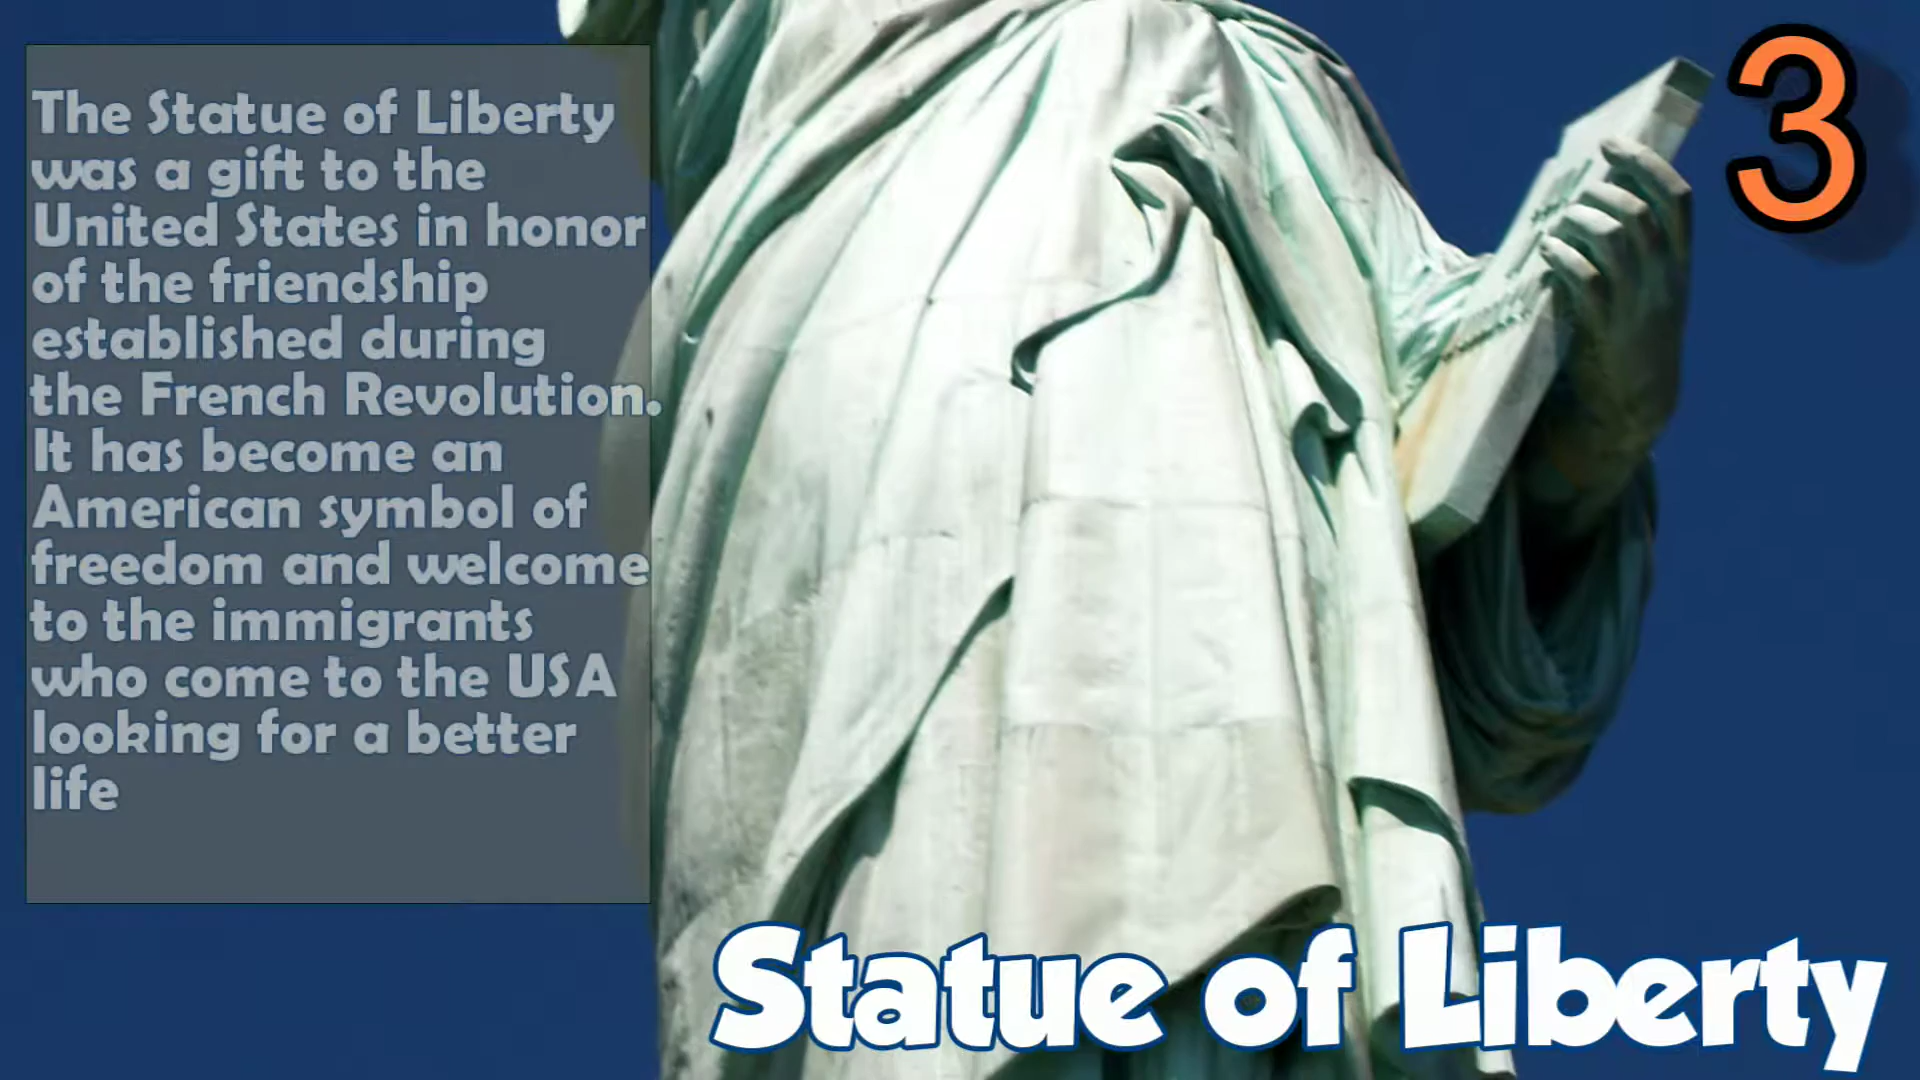 The Statue of Liberty
was a gift to the
United States in honor
of the friendship
established during
the French Revolution.
It has become an
American symbol of
freedom and welcome
to the immigrants
who come to the USA
looking for a better
life
3
Statue of Liberty